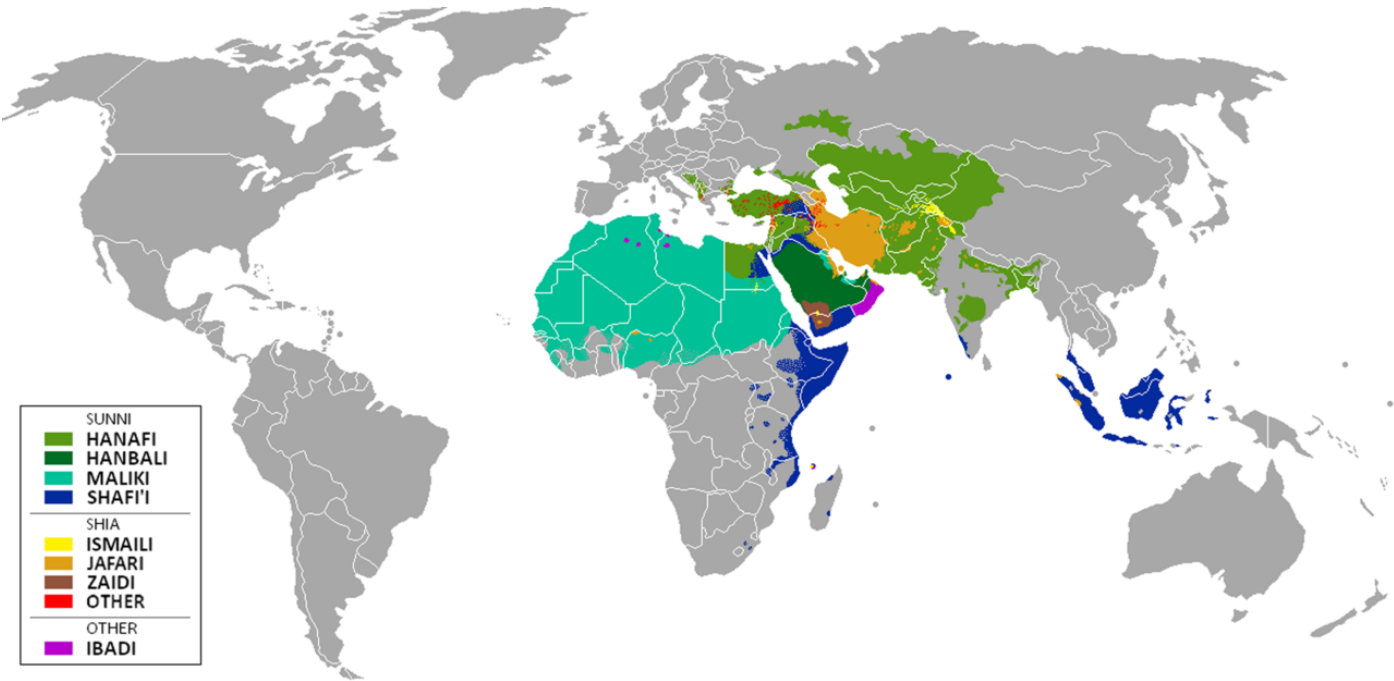 SUNNI
HANAFI
HANBALI
MALIKI
SHAFI'I
SHIA
ISMAILI
JAFARI
ZAIDI
OTHER
OTHER
IBADI